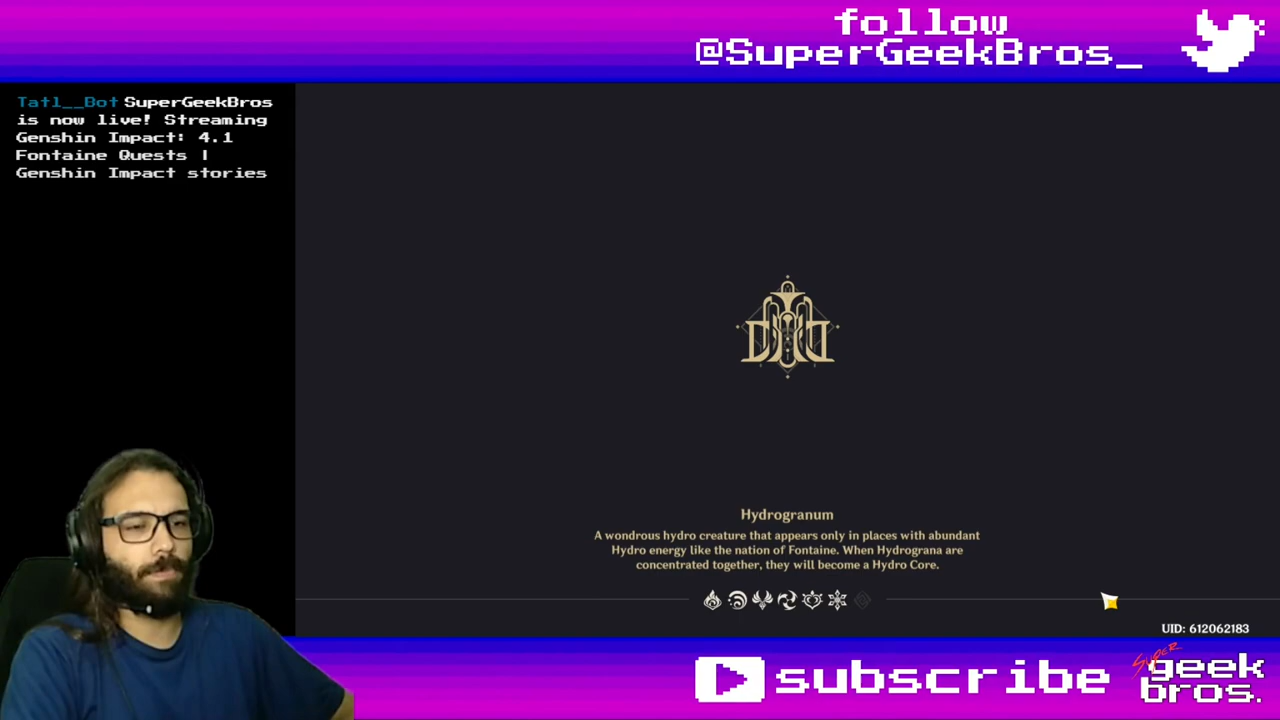 follow
@SuperGeekBros_
Tatl__Bot SuperGeekBros
is now live! Streaming
Genshin Impact: 4.1
Fontaine Quests |
Genshin Impact stories
Hydrogranum
A wondrous hydro creature that appears only in places with abundant
Hydro energy like the nation of Fontaine. When Hydrograna are
concentrated together, they will become a Hydro Core.
UID: 612062183
subscribe
SUPER
geek
bros.